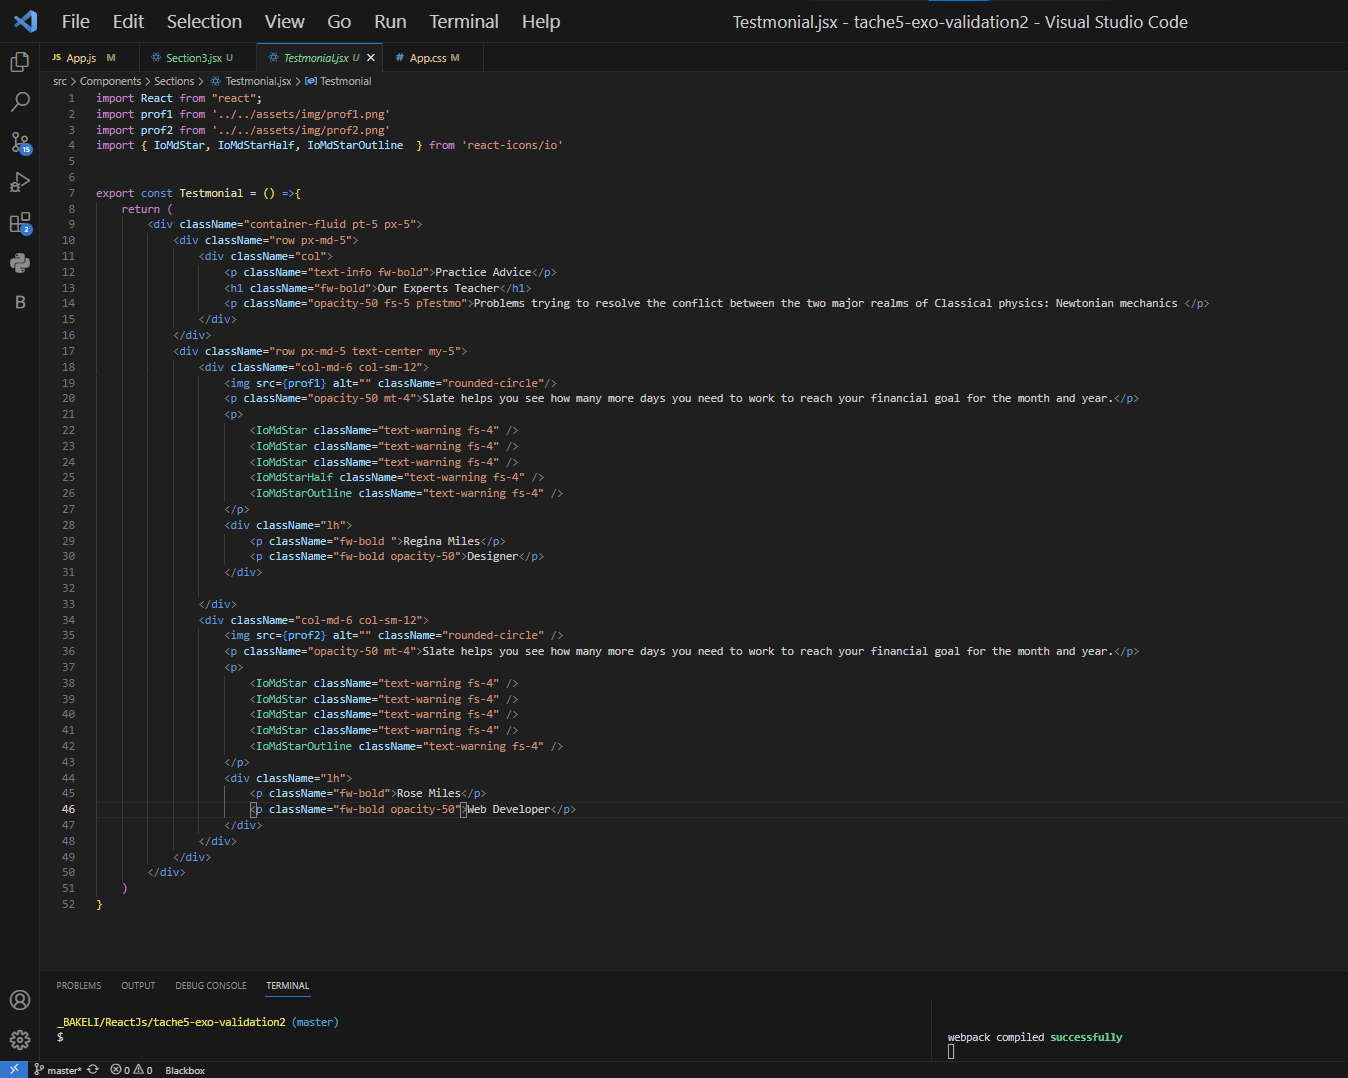 File Edit Selection View Go Run Terminal Help Testmonial.jsx - tache5-exo-validation2 - Visual Studio Code
JS App.js M Section3.jsx U Testmonial.jsx U × # App.css M
src > Components > Sections > Testmonial.jsx > Testmonial
1 import React from "react";
2 import prof1 from '../../assets/img/prof1.png'
3 import prof2 from '../../assets/img/prof2.png'
4 import { IoMdStar, IoMdStarHalf, IoMdStarOutline  } from 'react-icons/io'
5
6
7 export const Testmonial = () =>{
8 return (
9 <div className="container-fluid pt-5 px-5">
10 <div className="row px-md-5">
11 <div className="col">
12 <p className="text-info fw-bold">Practice Advice</p>
13 <h1 className="fw-bold">Our Experts Teacher</h1>
14 <p className="opacity-50 fs-5 pTestmo">Problems trying to resolve the conflict between the two major realms of Classical physics: Newtonian mechanics </p>
15 </div>
16 </div>
17 <div className="row px-md-5 text-center my-5">
18 <div className="col-md-6 col-sm-12">
19 <img src={prof1} alt="" className="rounded-circle"/>
20 <p className="opacity-50 mt-4">Slate helps you see how many more days you need to work to reach your financial goal for the month and year.</p>
21 <p>
22 <IoMdStar className="text-warning fs-4" />
23 <IoMdStar className="text-warning fs-4" />
24 <IoMdStar className="text-warning fs-4" />
25 <IoMdStarHalf className="text-warning fs-4" />
26 <IoMdStarOutline className="text-warning fs-4" />
27 </p>
28 <div className="lh">
29 <p className="fw-bold ">Regina Miles</p>
30 <p className="fw-bold opacity-50">Designer</p>
31 </div>
32
33 </div>
34 <div className="col-md-6 col-sm-12">
35 <img src={prof2} alt="" className="rounded-circle" />
36 <p className="opacity-50 mt-4">Slate helps you see how many more days you need to work to reach your financial goal for the month and year.</p>
37 <p>
38 <IoMdStar className="text-warning fs-4" />
39 <IoMdStar className="text-warning fs-4" />
40 <IoMdStar className="text-warning fs-4" />
41 <IoMdStar className="text-warning fs-4" />
42 <IoMdStarOutline className="text-warning fs-4" />
43 </p>
44 <div className="lh">
45 <p className="fw-bold">Rose Miles</p>
46 <p className="fw-bold opacity-50">Web Developer</p>
47 </div>
48 </div>
49 </div>
50 </div>
51 )
52 }
15
2
B
PROBLEMS OUTPUT DEBUG CONSOLE TERMINAL
_BAKELI/ReactJs/tache5-exo-validation2 (master)
$
webpack compiled successfully
master* 0 0 Blackbox